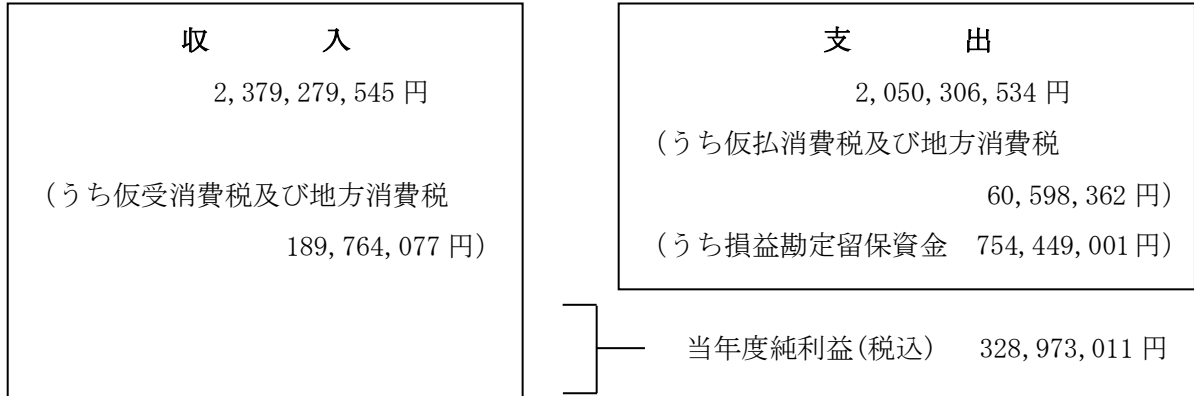 収　入
2,379,279,545 円
(うち仮受消費税及び地方消費税
189,764,077 円)
支　出
2,050,306,534 円
(うち仮払消費税及び地方消費税
60,598,362 円)
(うち損益勘定留保資金　754,449,001円)
当年度純利益(税込)　328,973,011 円